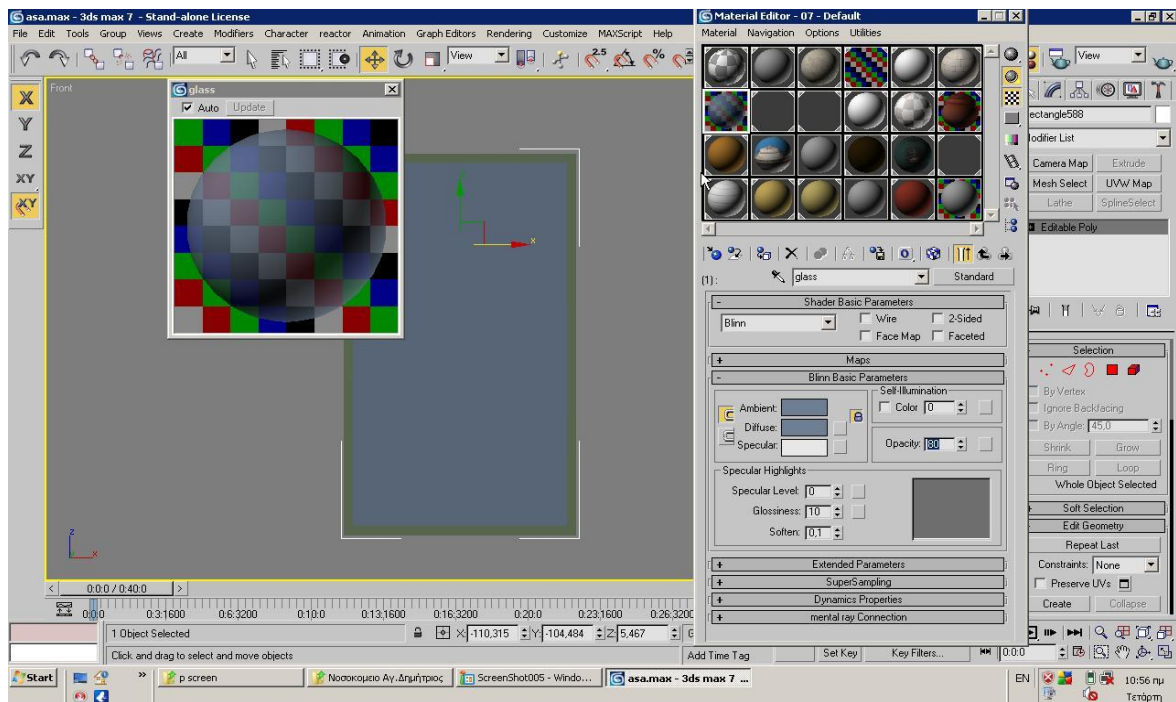 asa.max - 3ds max 7 - Stand-alone License
File Edit Tools Group Views Create Modifiers Character reactor Animation Graph Editors Rendering Customize MAXScript Help
All
View
2.5
%
Front
X
Y
Z
XY
XY
glass
Auto Update
y
x
z
x
Material Editor - 07 - Default
Material Navigation Options Utilities
(1): glass Standard
Shader Basic Parameters
Blinn
Wire 2-Sided
Face Map Faceted
Maps
Blinn Basic Parameters
Self-Illumination
Ambient: Color 0
Diffuse:
Specular: Opacity: 80
Specular Highlights
Specular Level: 0
Glossiness: 10
Soften: 0,1
Extended Parameters
SuperSampling
Dynamics Properties
mental ray Connection
View
ectangle588
lodifier List
Camera Map Extrude
Mesh Select UVW Map
Lathe SplineSelect
Editable Poly
Selection
By Vertex
Ignore Backfacing
By Angle: 45,0
Shrink Grow
Ring Loop
Whole Object Selected
Soft Selection
Edit Geometry
Repeat Last
Constraints: None
Preserve UVs
Create Collapse
0:0:0 / 0:40:0
0:0:0 0:3:1600 0:6:3200 0:10:0 0:13:1600 0:16:3200 0:20:0 0:23:1600 0:26:3200
1 Object Selected X: -110,315 Y: -104,484 Z: 5,467 G
Click and drag to select and move objects Add Time Tag Set Key Key Filters... 0:0:0
Start p screen Νοσοκομειο Αγ.Δημήτριος ScreenShot005 - Windo... asa.max - 3ds max 7 ... EN 10:56 πμ
Τετάρτη